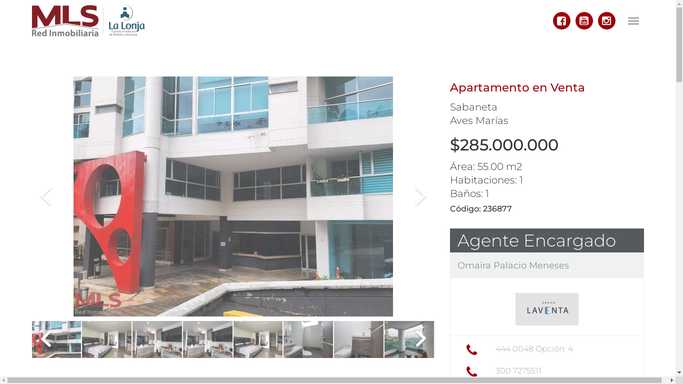 MLS
Red Inmobiliaria
La Lonja
Apartamento en Venta
Sabaneta
Aves Marías
$285.000.000
Área: 55.00 m2
Habitaciones: 1
Baños: 1
Código: 236877
Agente Encargado
Omaira Palacio Meneses
LAVENTA
444 0048 Opción: 4
300 7275511
MLS